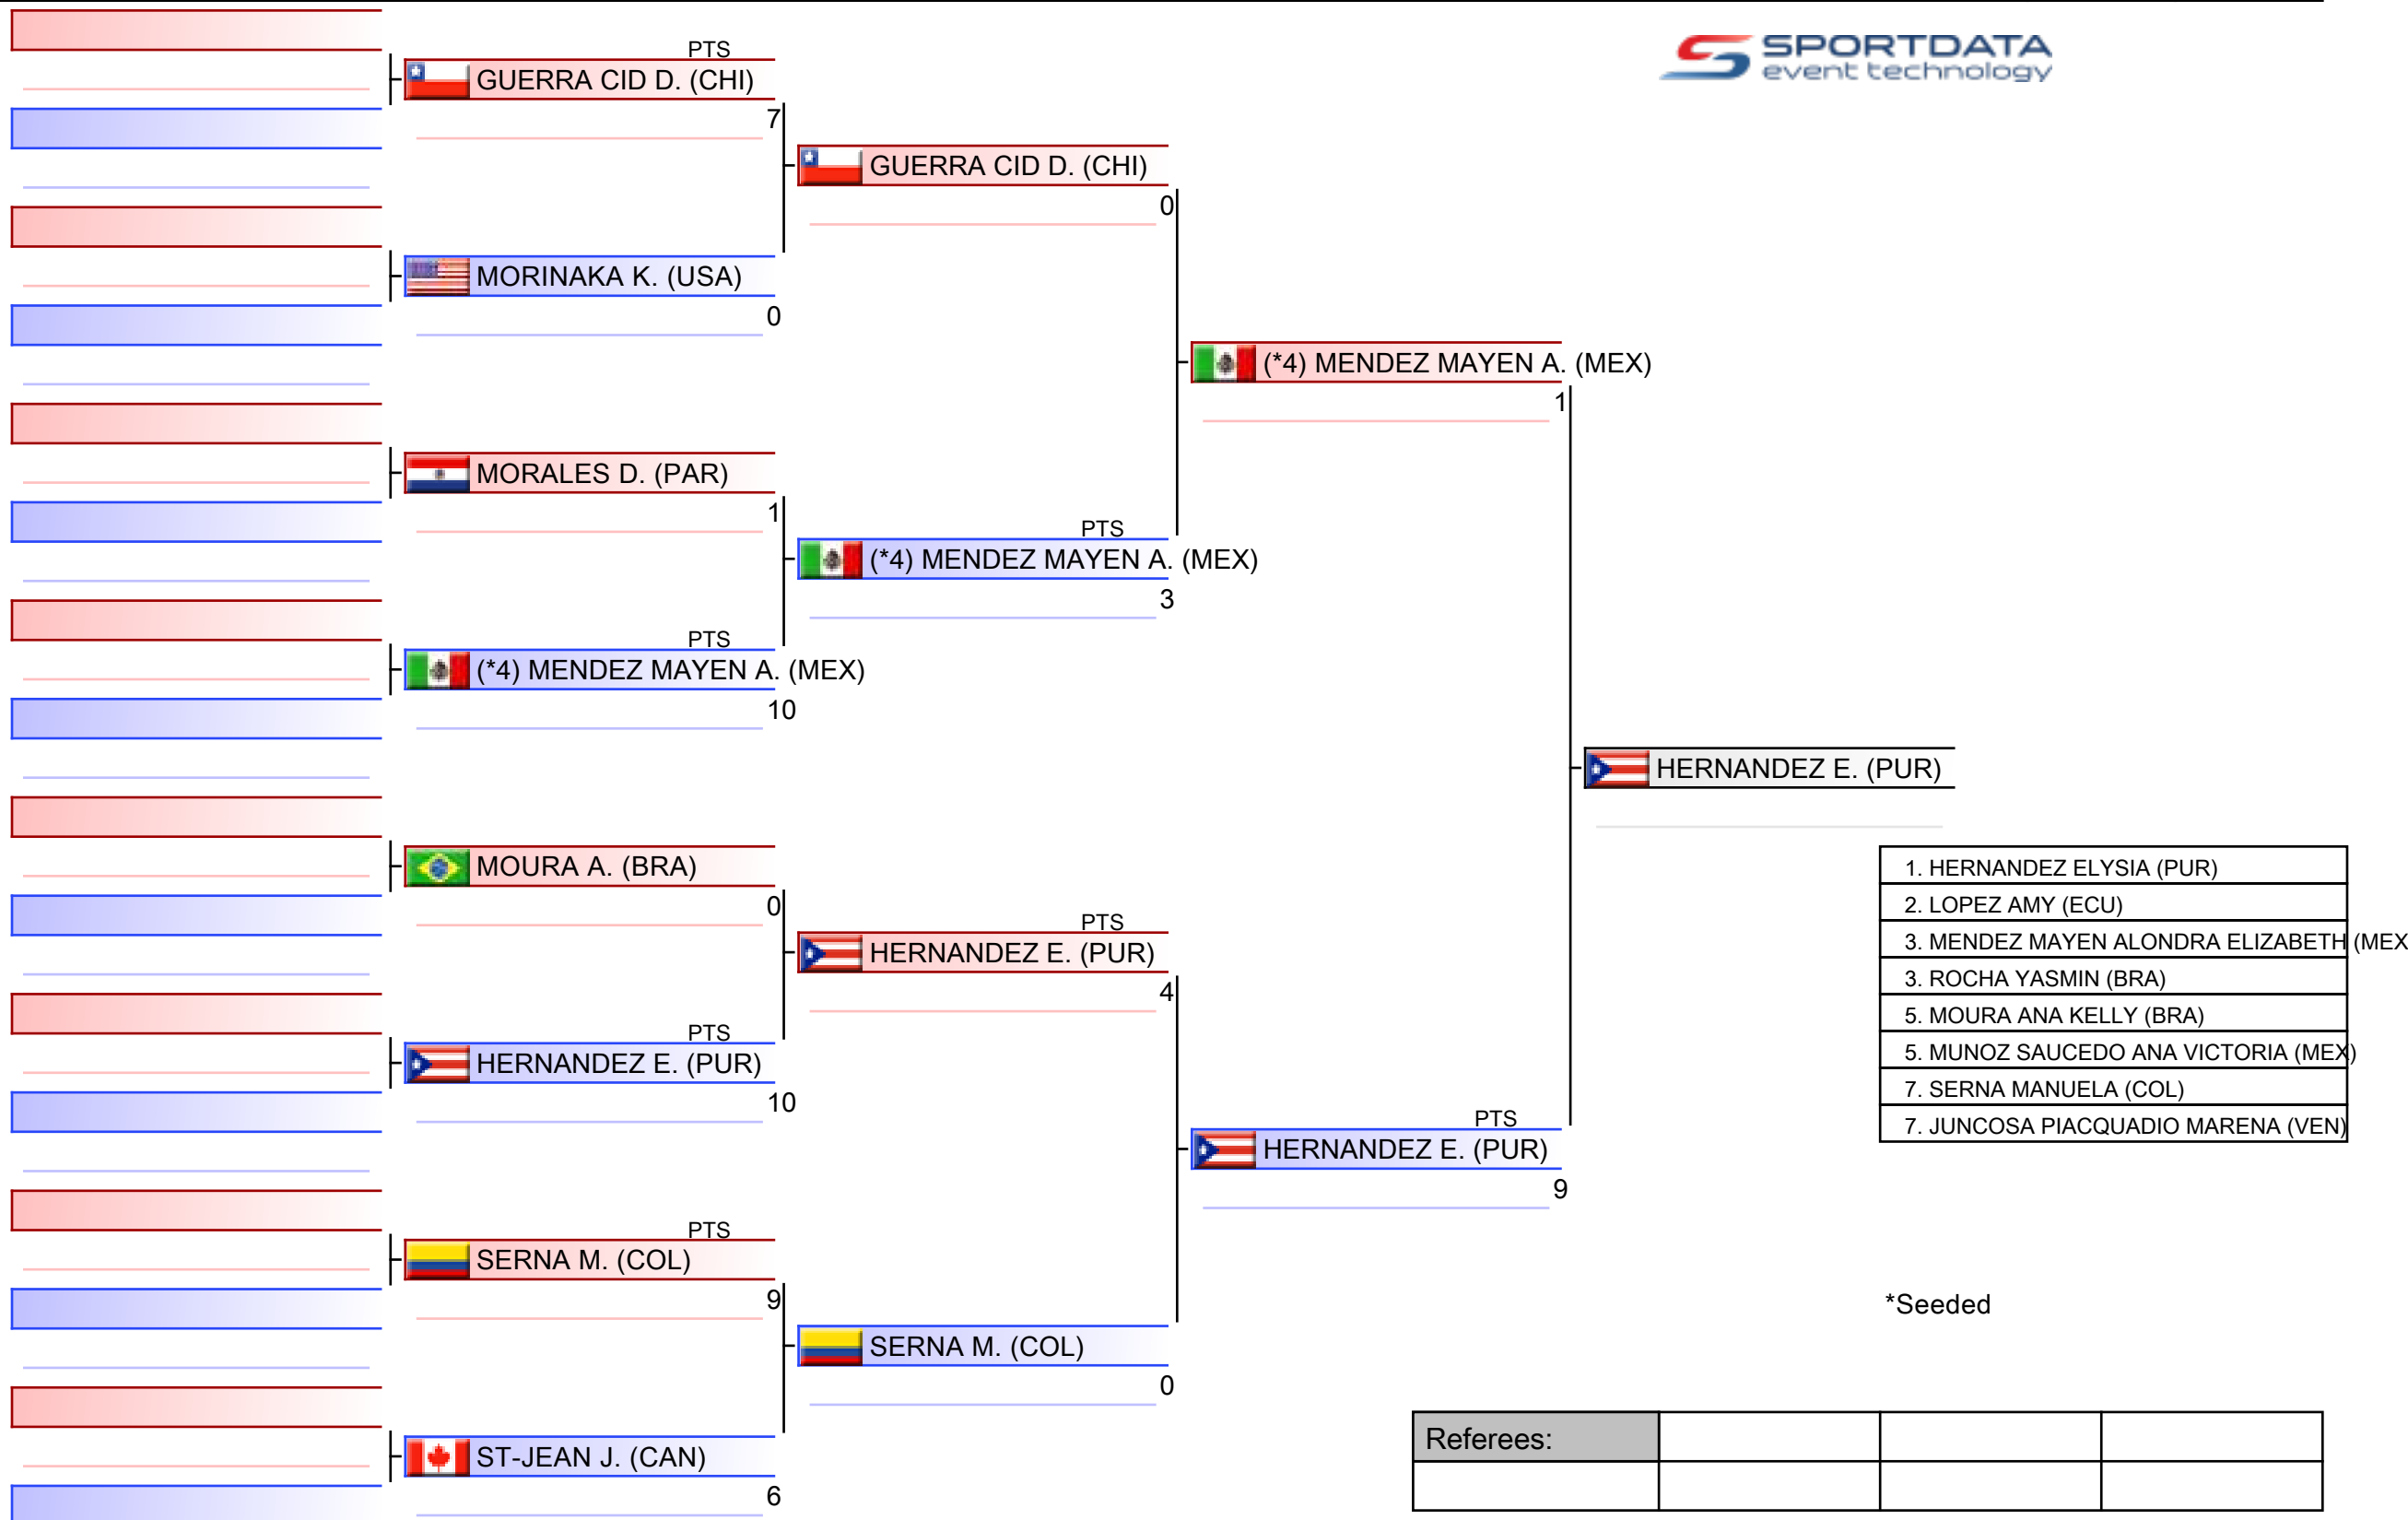 SPORTDATA
event technology
PTS
GUERRA CID D. (CHI)
7
GUERRA CID D. (CHI)
0
MORINAKA K. (USA)
0
(*4) MENDEZ MAYEN A. (MEX)
1
MORALES D. (PAR)
1
PTS
(*4) MENDEZ MAYEN A. (MEX)
3
PTS
(*4) MENDEZ MAYEN A. (MEX)
10
HERNANDEZ E. (PUR)
MOURA A. (BRA)
0
PTS
HERNANDEZ E. (PUR)
4
PTS
HERNANDEZ E. (PUR)
10
PTS
HERNANDEZ E. (PUR)
9
PTS
SERNA M. (COL)
9
SERNA M. (COL)
0
ST-JEAN J. (CAN)
6
1. HERNANDEZ ELYSIA (PUR)
2. LOPEZ AMY (ECU)
3. MENDEZ MAYEN ALONDRA ELIZABETH (MEX
3. ROCHA YASMIN (BRA)
5. MOURA ANA KELLY (BRA)
5. MUNOZ SAUCEDO ANA VICTORIA (MEX)
7. SERNA MANUELA (COL)
7. JUNCOSA PIACQUADIO MARENA (VEN)
*Seeded
Referees: